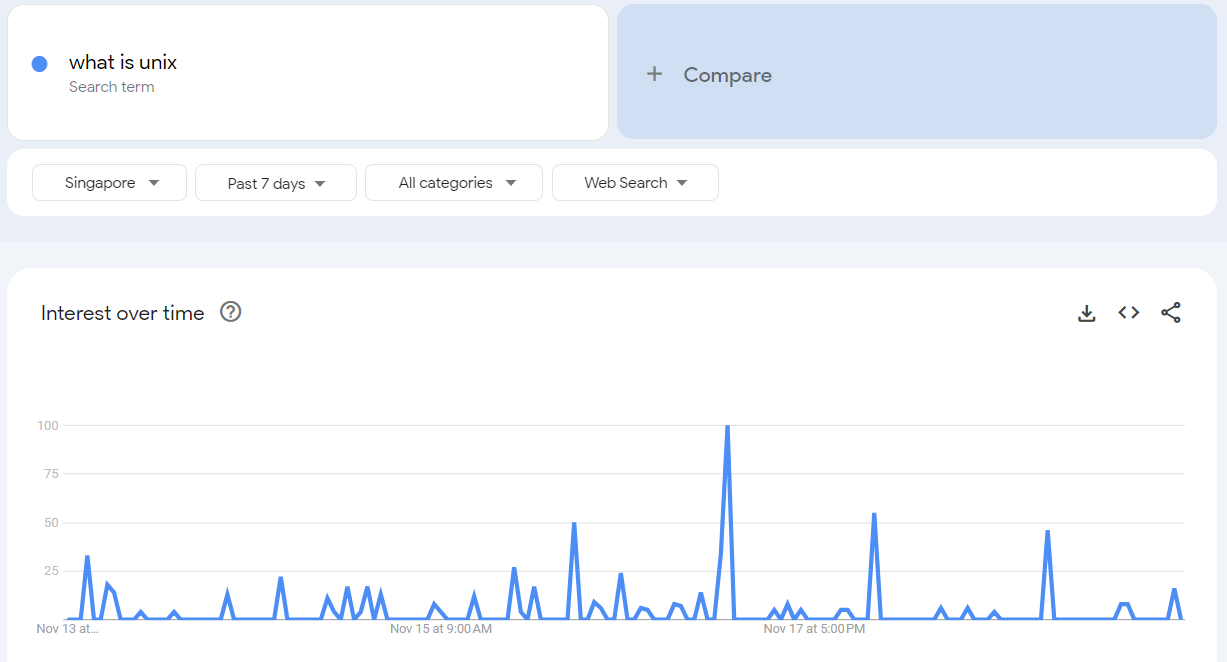 what is unix
Search term
+ Compare
Singapore
Past 7 days
All categories
Web Search
Interest over time
100
75
50
25
Nov 13 at...
Nov 15 at 9:00 AM
Nov 17 at 5:00 PM